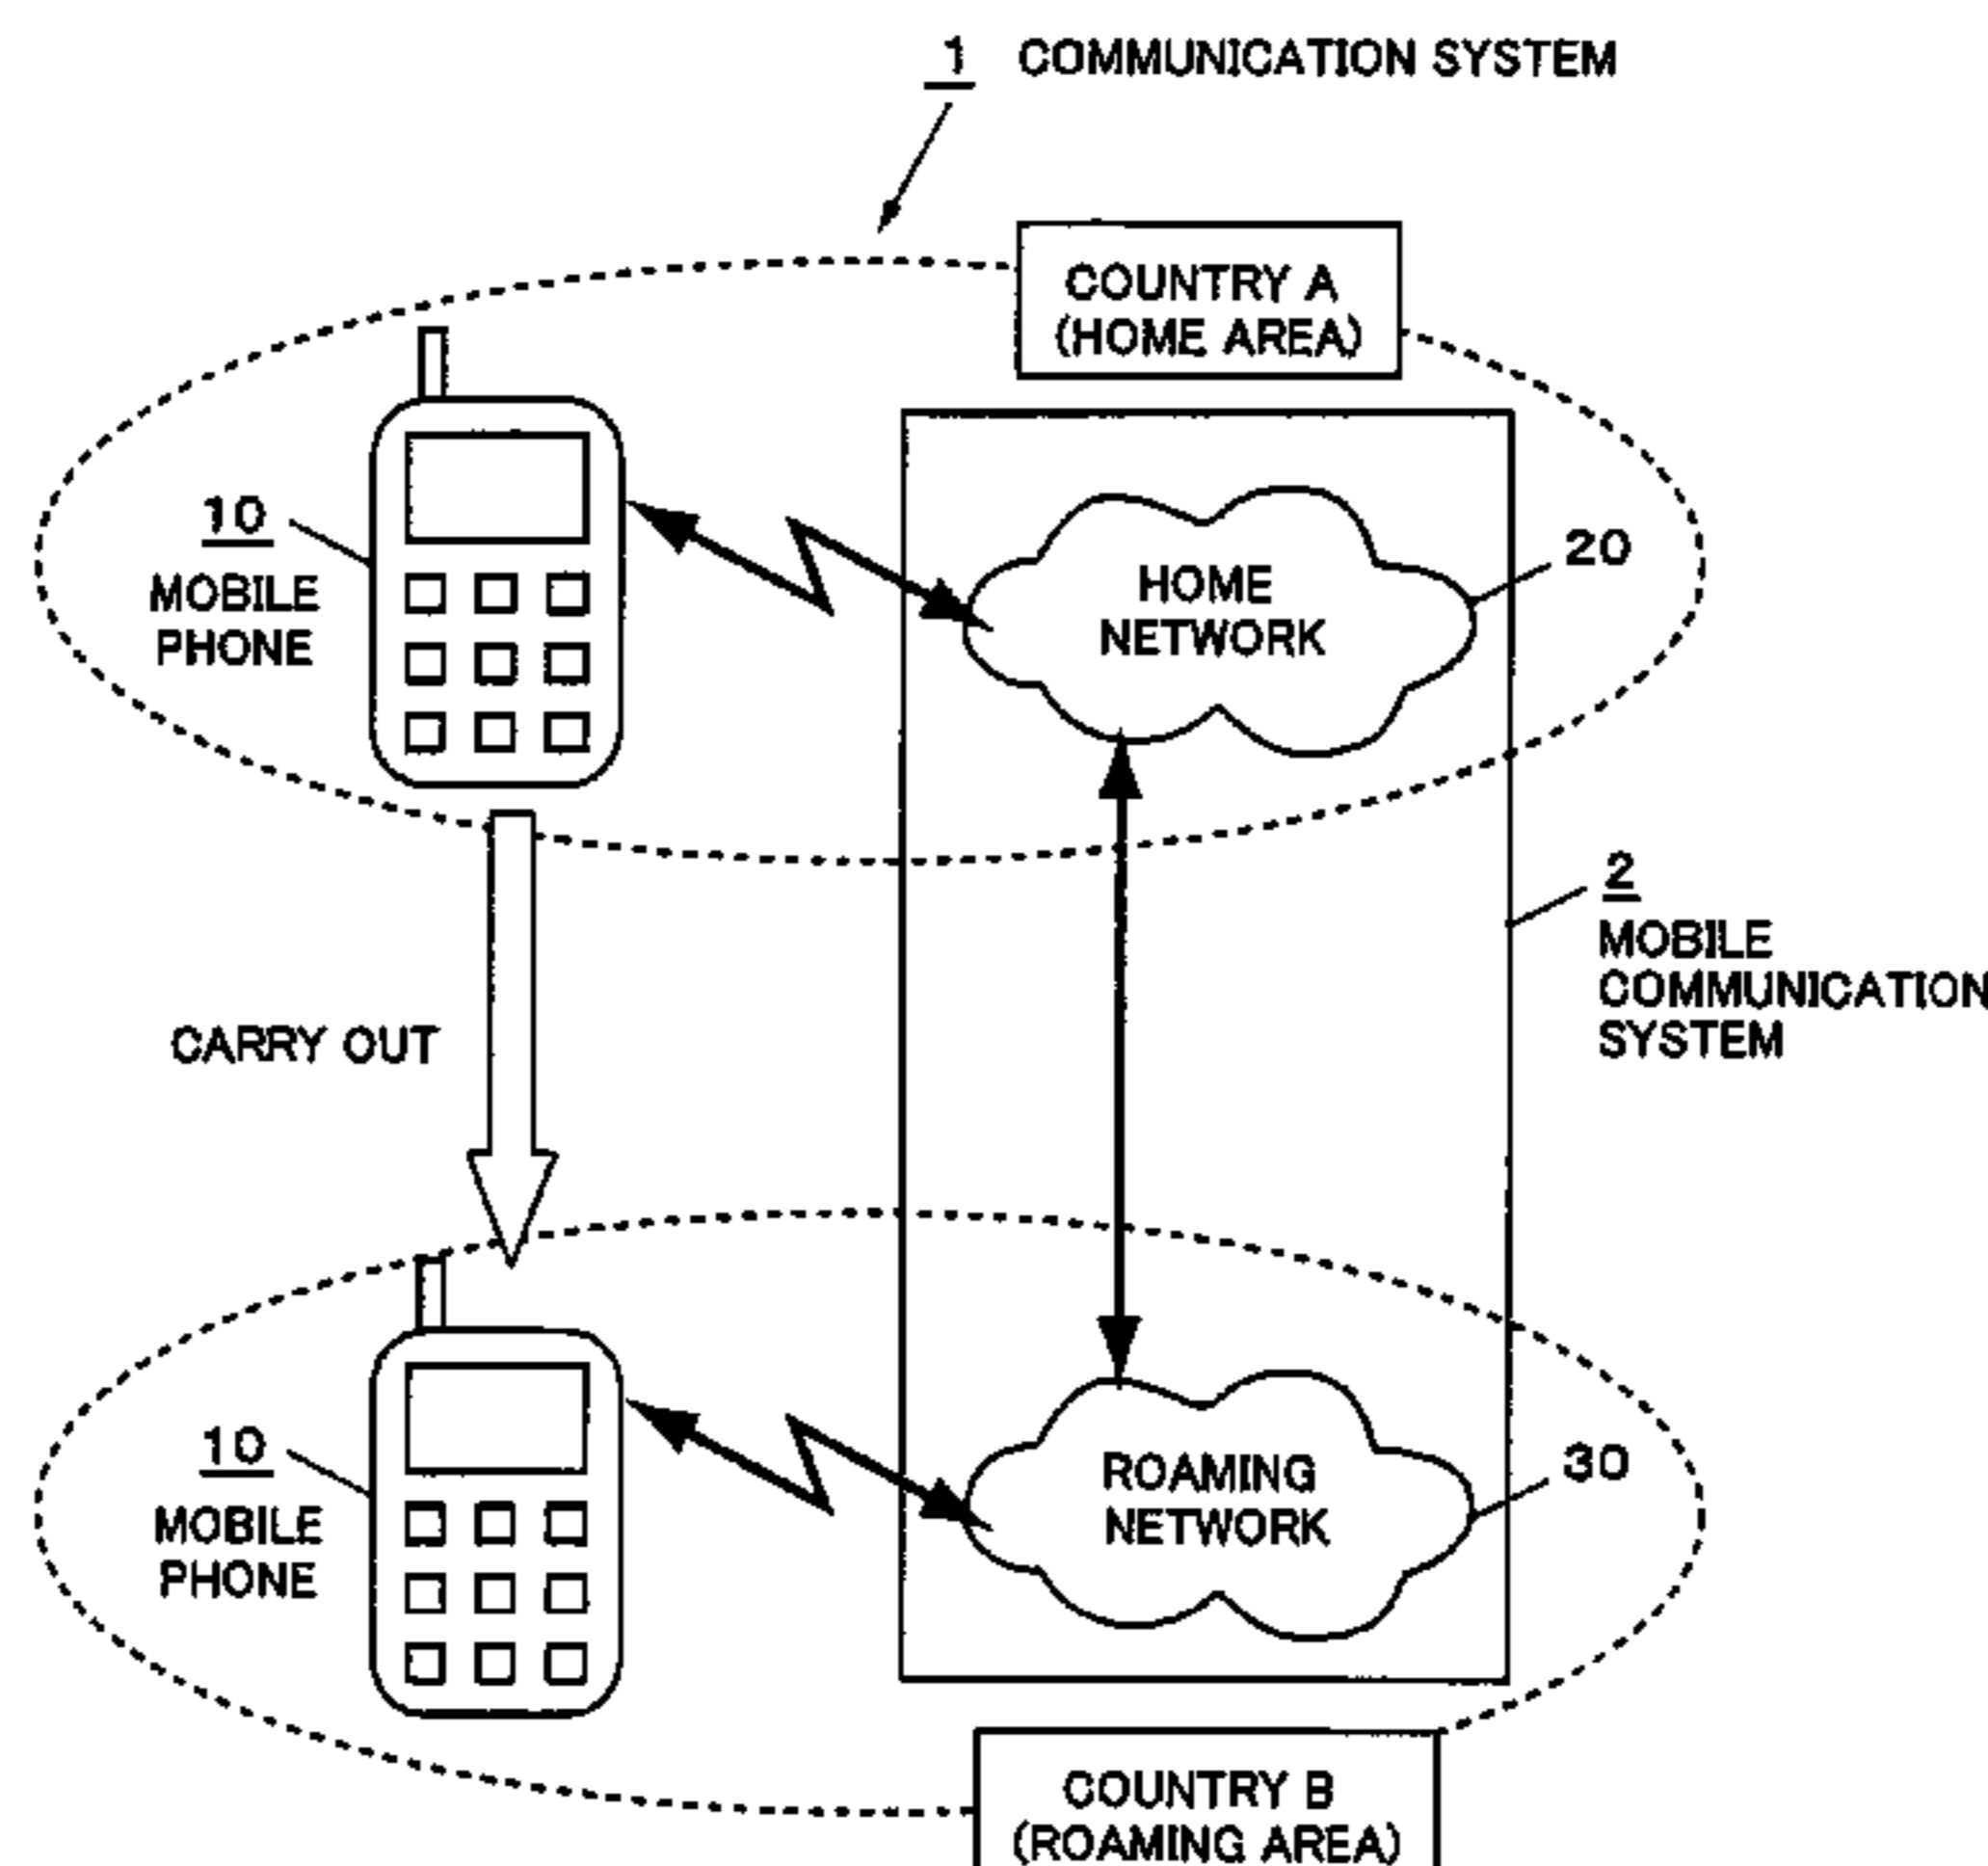 1 COMMUNICATION SYSTEM
COUNTRY A
(HOME AREA)
10
MOBILE
PHONE
HOME
NETWORK
20
2
MOBILE
COMMUNICATION
SYSTEM
CARRY OUT
10
MOBILE
PHONE
ROAMING
NETWORK
30
COUNTRY B
(ROAMING AREA)